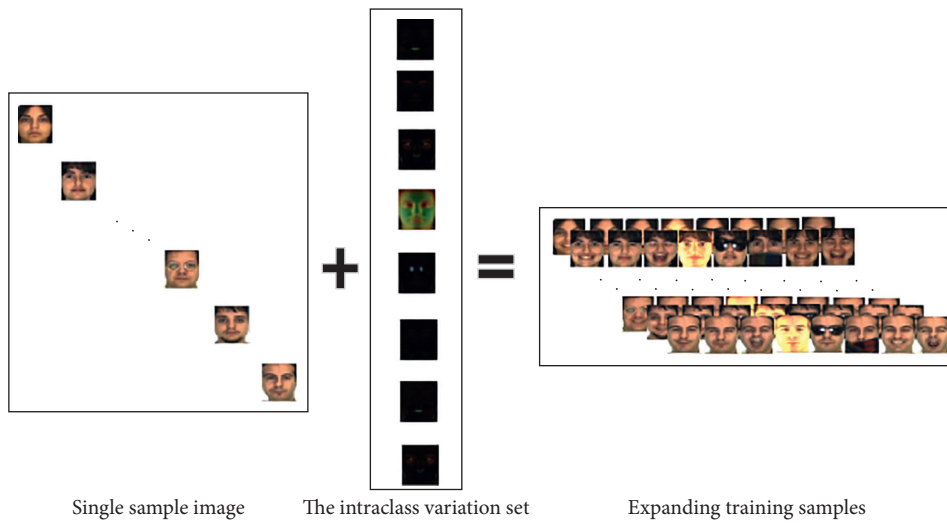 Single sample image
The intraclass variation set
Expanding training samples